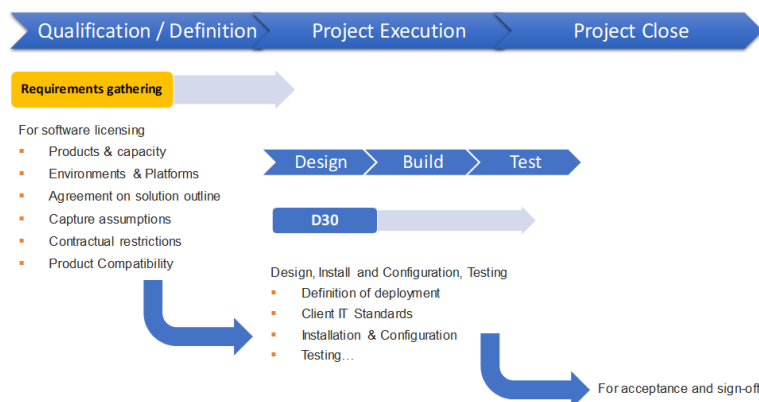 Qualification / Definition
Project Execution
Project Close
Requirements gathering
For software licensing
Products & capacity
Environments & Platforms
Agreement on solution outline
Capture assumptions
Contractual restrictions
Product Compatibility
Design
Build
Test
D30
Design, Install and Configuration, Testing
Definition of deployment
Client IT Standards
Installation & Configuration
Testing…
For acceptance and sign-off